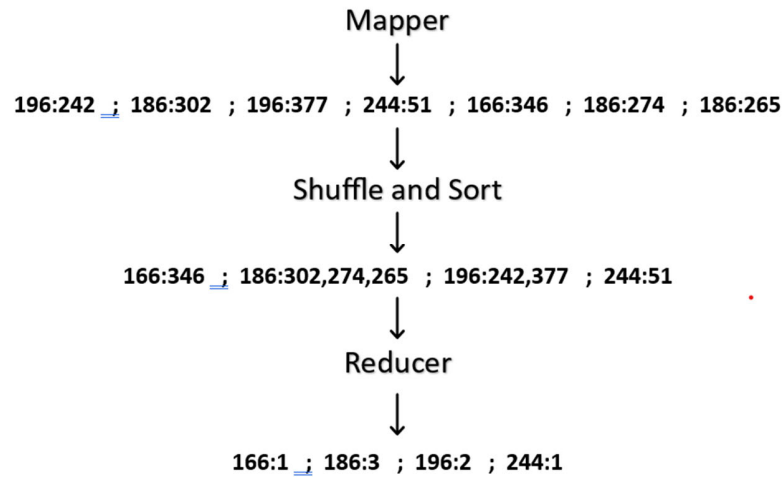 Mapper
196:242 ; 186:302 ; 196:377 ; 244:51 ; 166:346 ; 186:274 ; 186:265
Shuffle and Sort
166:346 ; 186:302,274,265 ; 196:242,377 ; 244:51
Reducer
166:1 ; 186:3 ; 196:2 ; 244:1